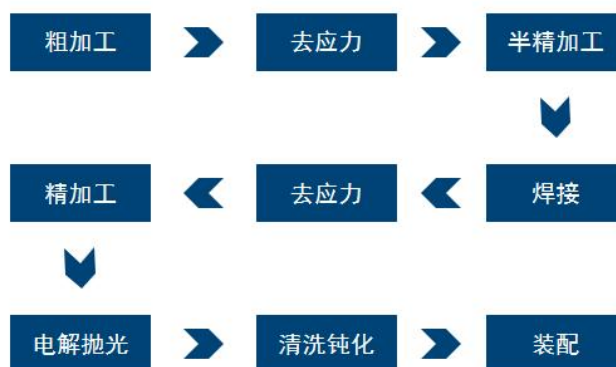 粗加工
去应力
半精加工
焊接
去应力
精加工
电解抛光
清洗钝化
装配